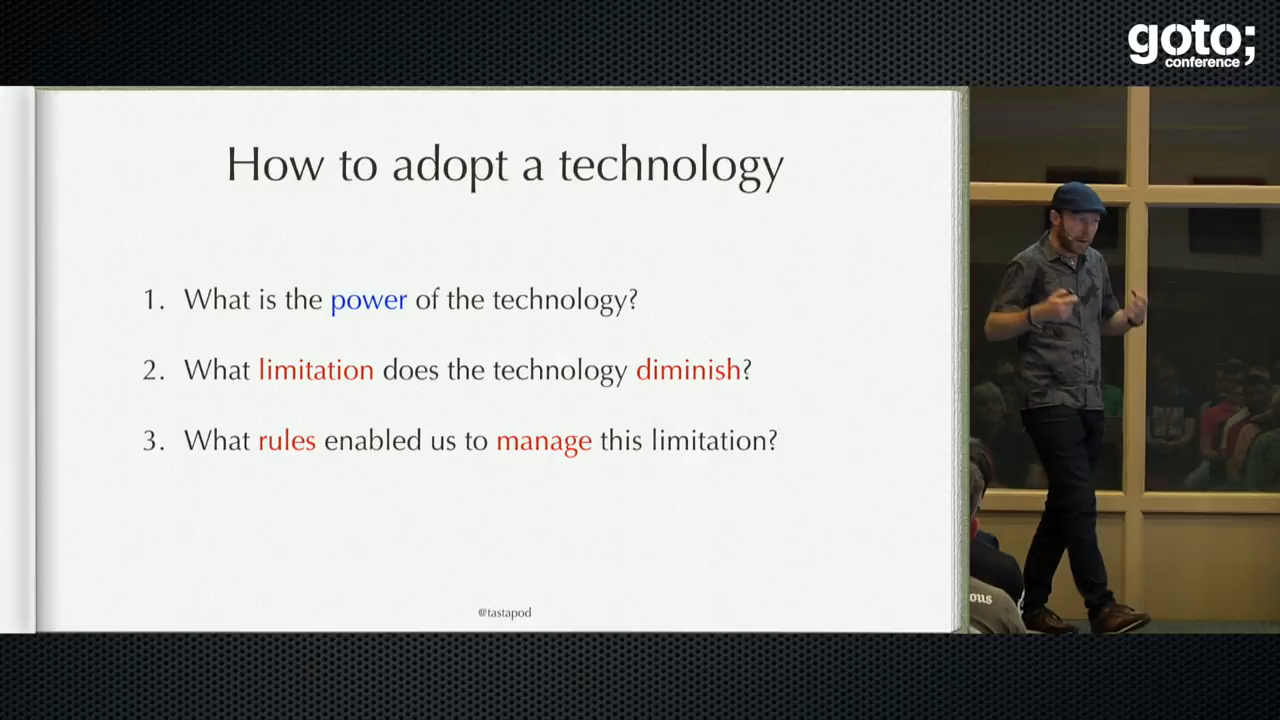 goto;
conference
How to adopt a technology
1. What is the power of the technology?
2. What limitation does the technology diminish?
3. What rules enabled us to manage this limitation?
@tastapod
ous